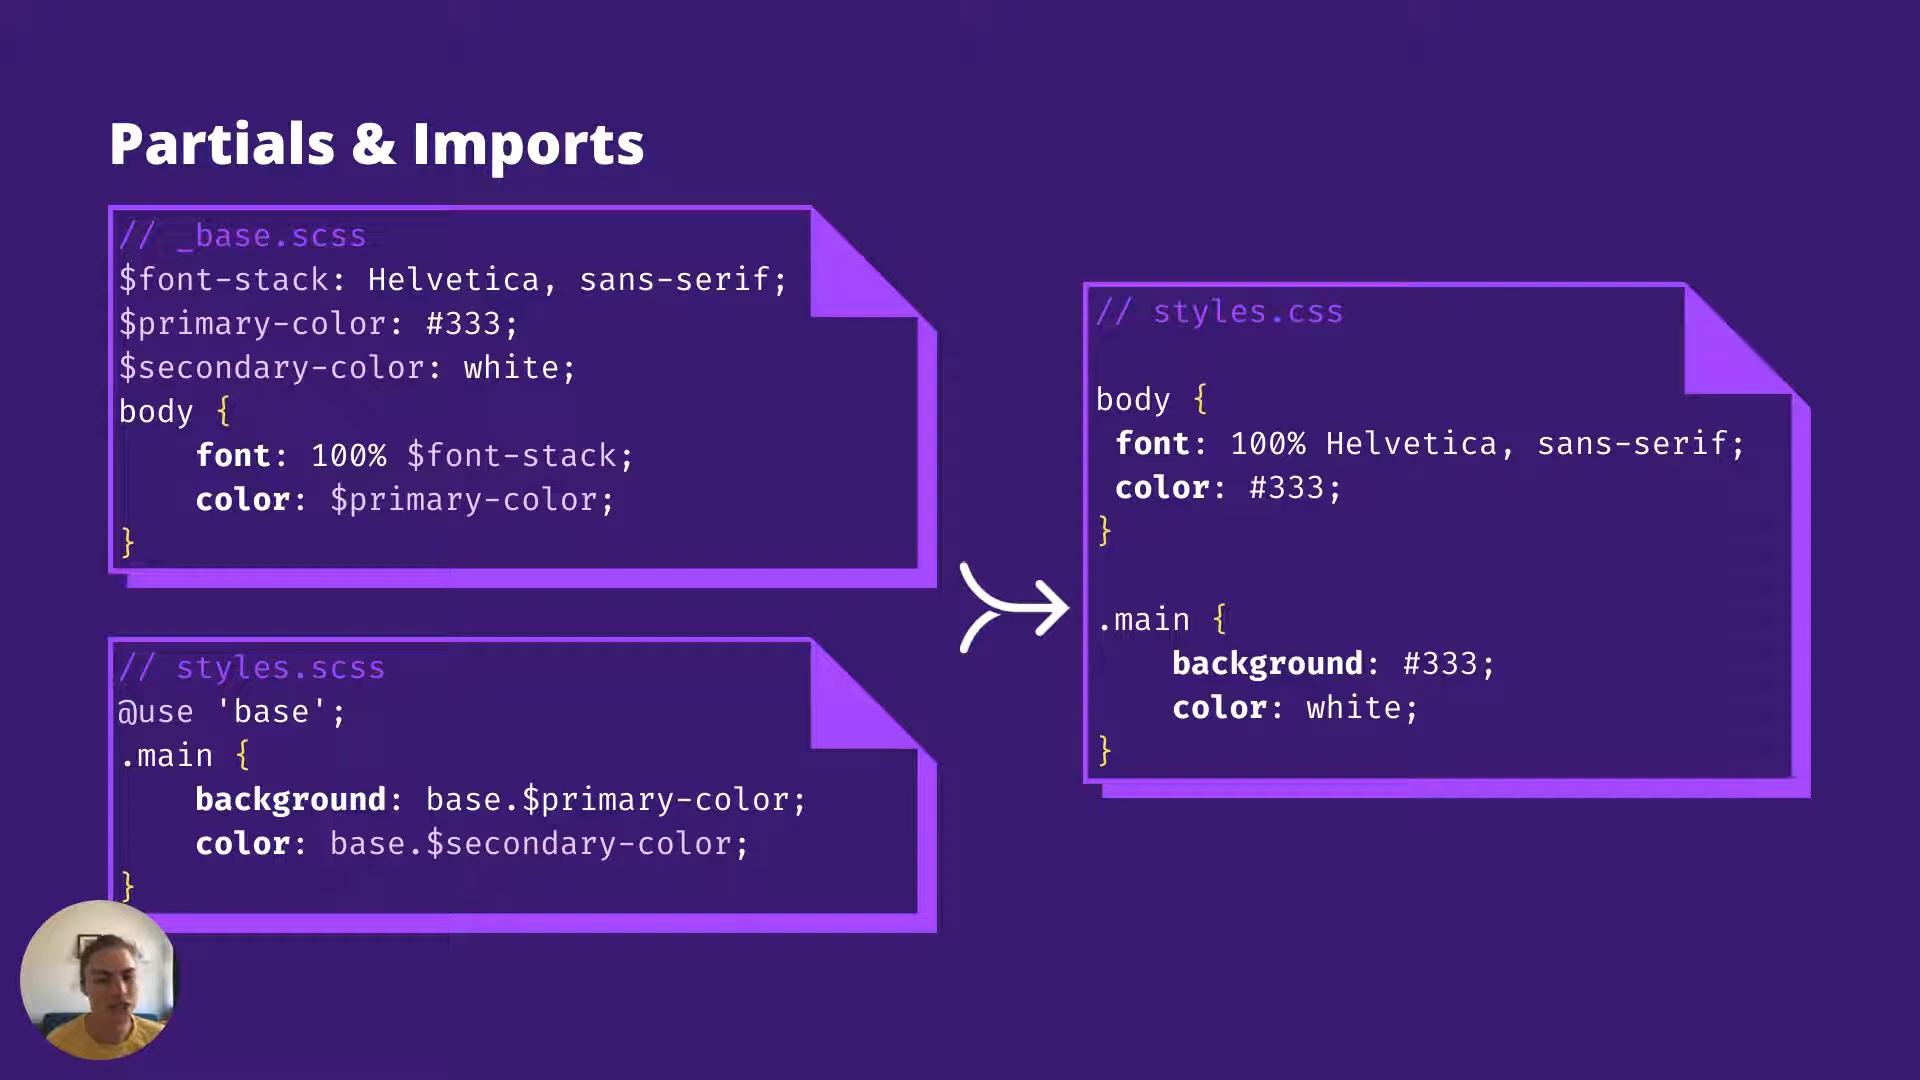 Partials & Imports
// _base.scss
$font-stack: Helvetica, sans-serif;
$primary-color: #333;
$secondary-color: white;
body {
    font: 100% $font-stack;
    color: $primary-color;
}
// styles.scss
@use 'base';
.main {
    background: base.$primary-color;
    color: base.$secondary-color;
}
// styles.css
body {
 font: 100% Helvetica, sans-serif;
 color: #333;
}
.main {
    background: #333;
    color: white;
}